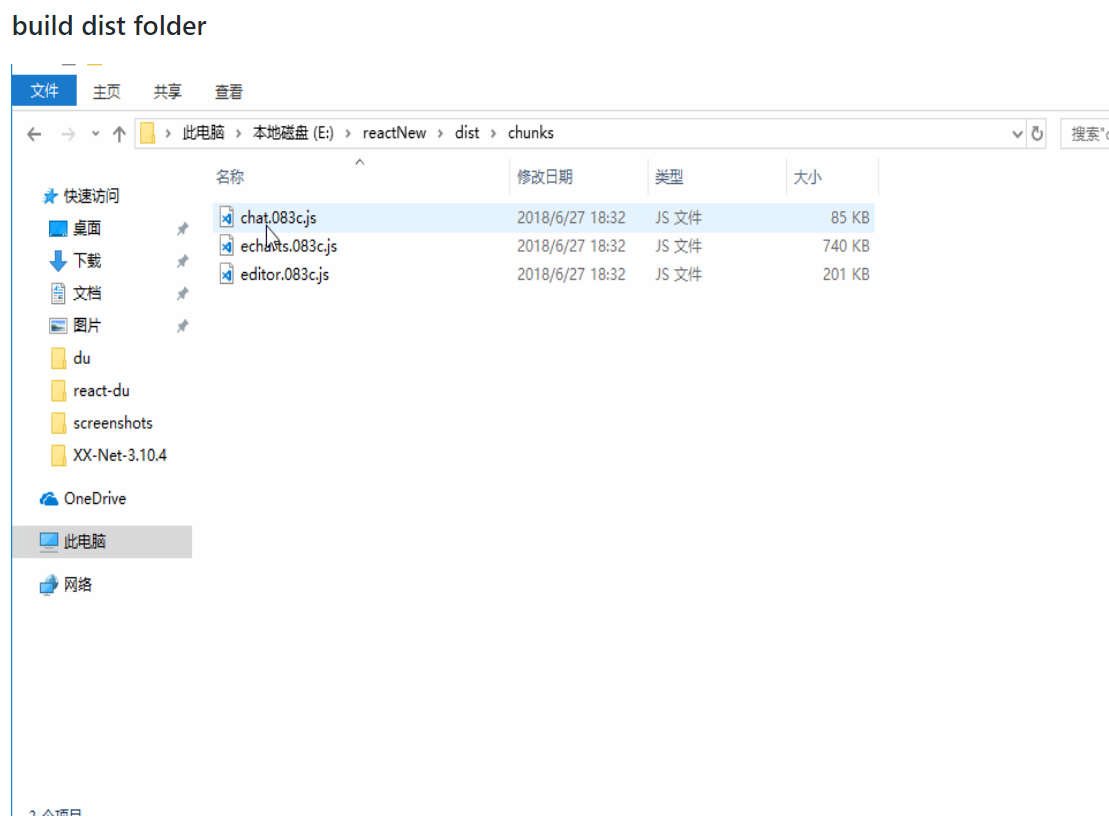 build dist folder
文件 主页 共享 查看
此电脑 › 本地磁盘 (E:) › reactNew › dist › chunks 搜索"c
名称 修改日期 类型 大小
快速访问
桌面
下载
文档
图片
du
react-du
screenshots
XX-Net-3.10.4
OneDrive
此电脑
网络
chat.083c.js 2018/6/27 18:32 JS 文件 85 KB
echarts.083c.js 2018/6/27 18:32 JS 文件 740 KB
editor.083c.js 2018/6/27 18:32 JS 文件 201 KB
个项目